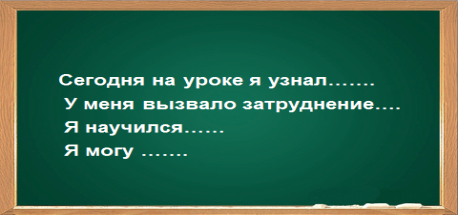 Сегодня на уроке я узнал…….
У меня вызвало затруднение….
Я научился……
Я могу …….